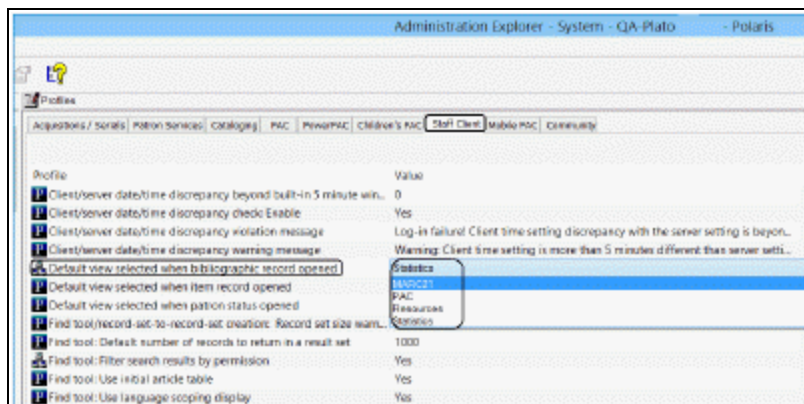 Administration Explorer - System - QA-Plato - Polaris
Profiles
Acquisitions / Serials Patron Services Cataloging PAC PowerPAC Children's PAC Staff Client Mobile PAC Community
Profile Value
Client/server date/time discrepancy beyond built-in 5 minute win... 0
Client/server date/time discrepancy check: Enable Yes
Client/server date/time discrepancy violation message Log-in failure! Client time setting discrepancy with the server setting is beyon...
Client/server date/time discrepancy warning message Warning: Client time setting is more than 5 minutes different than server setti...
Default view selected when bibliographic record opened Statistics
Default view selected when item record opened MARC21
PAC
Default view selected when patron status opened Resources
Find tool/record-set-to-record-set creation: Record set size warn... Statistics
Find tool: Default number of records to return in a result set 1000
Find tool: Filter search results by permission Yes
Find tool: Use initial article table Yes
Find tool: Use language scoping display Yes